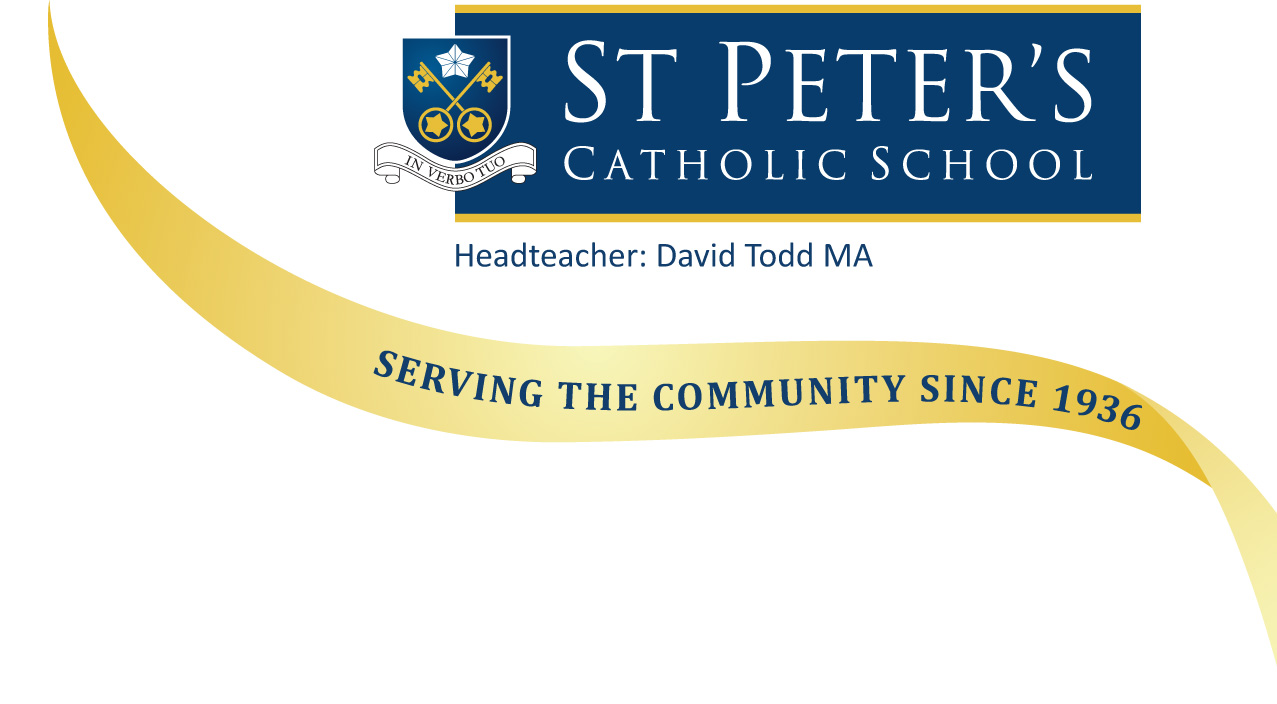 ST PETER'S
CATHOLIC SCHOOL
IN VERBO TUO
Headteacher: David Todd MA
SERVING THE COMMUNITY SINCE 1936